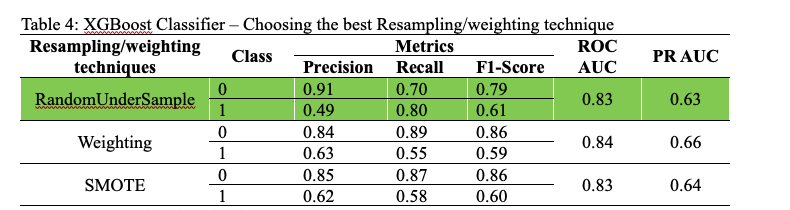 Table 4: XGBoost Classifier – Choosing the best Resampling/weighting technique
Resampling/weighting techniques Class Metrics ROC AUC PR AUC
Precision Recall F1-Score
RandomUnderSample 0 0.91 0.70 0.79 0.83 0.63
1 0.49 0.80 0.61
Weighting 0 0.84 0.89 0.86 0.84 0.66
1 0.63 0.55 0.59
SMOTE 0 0.85 0.87 0.86 0.83 0.64
1 0.62 0.58 0.60